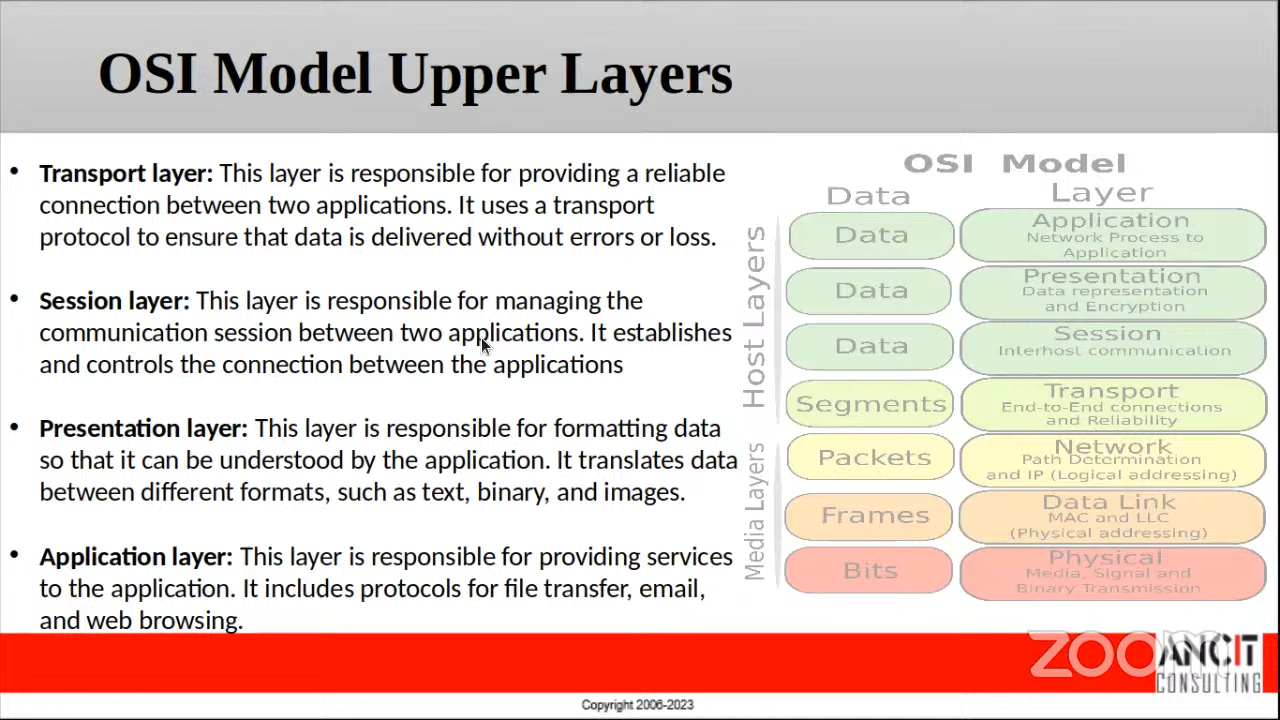 OSI Model Upper Layers
• Transport layer: This layer is responsible for providing a reliable
connection between two applications. It uses a transport
protocol to ensure that data is delivered without errors or loss.
• Session layer: This layer is responsible for managing the
communication session between two applications. It establishes
and controls the connection between the applications
• Presentation layer: This layer is responsible for formatting data
so that it can be understood by the application. It translates data
between different formats, such as text, binary, and images.
• Application layer: This layer is responsible for providing services
to the application. It includes protocols for file transfer, email,
and web browsing.
OSI Model
Data Layer
Host Layers
Media Layers
Data
Application
Network Process to
Application
Data
Presentation
Data representation
and Encryption
Data
Session
Interhost communication
Segments
Transport
End-to-End connections
and Reliability
Packets
Network
Path Determination
and IP (Logical addressing)
Frames
Data Link
MAC and LLC
(Physical addressing)
Bits
Physical
Media, Signal and
Binary Transmission
zoom
ANCIT
CONSULTING
Copyright 2006-2023